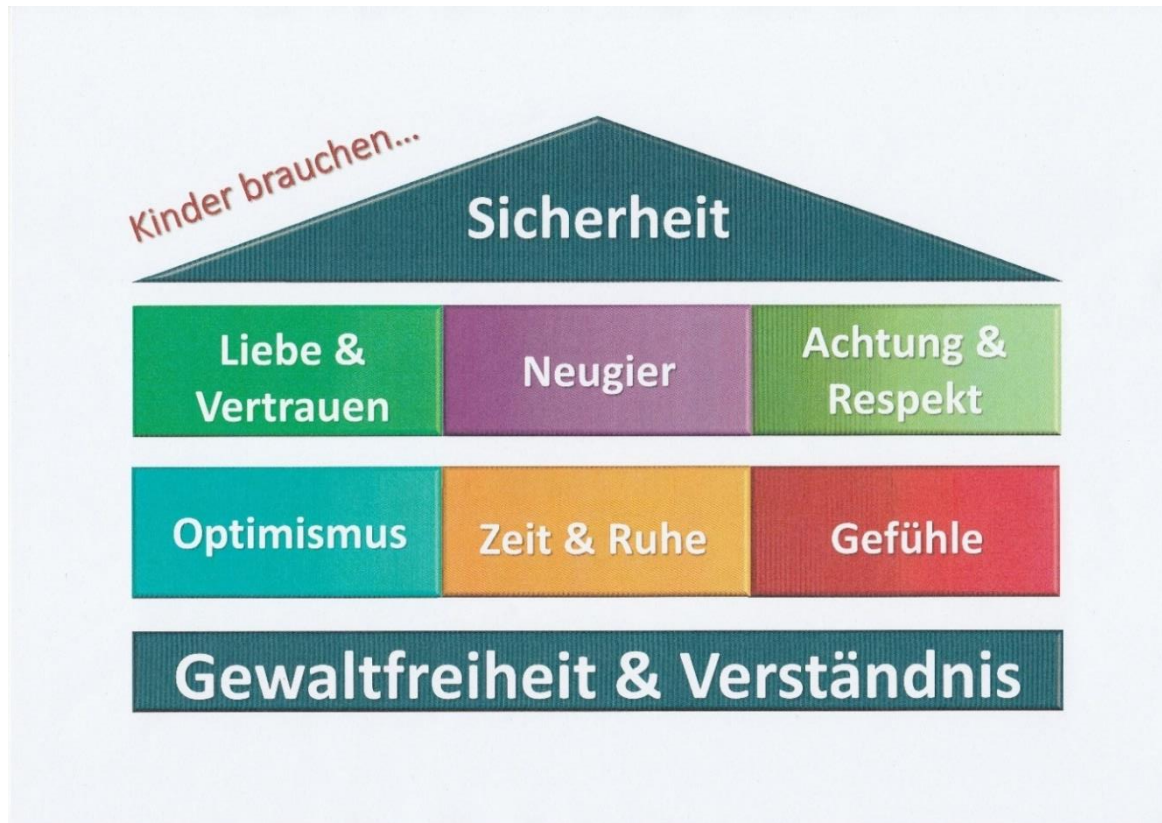 Kinder brauchen...
Sicherheit
Liebe &
Vertrauen
Neugier
Achtung &
Respekt
Optimismus
Zeit & Ruhe
Gefühle
Gewaltfreiheit & Verständnis